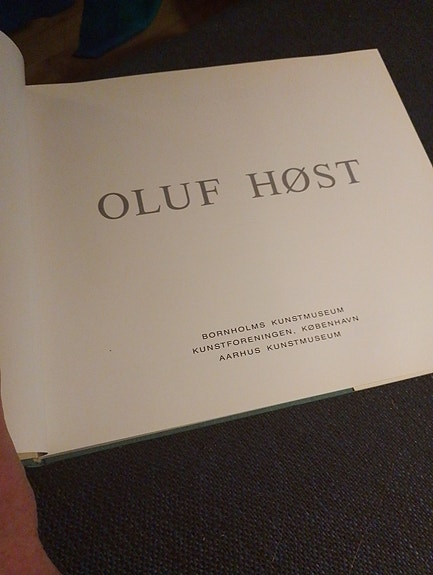 OLUF HØST
BORNHOLMS KUNSTMUSEUM
KUNSTFORENINGEN, KØBENHAVN
AARHUS KUNSTMUSEUM